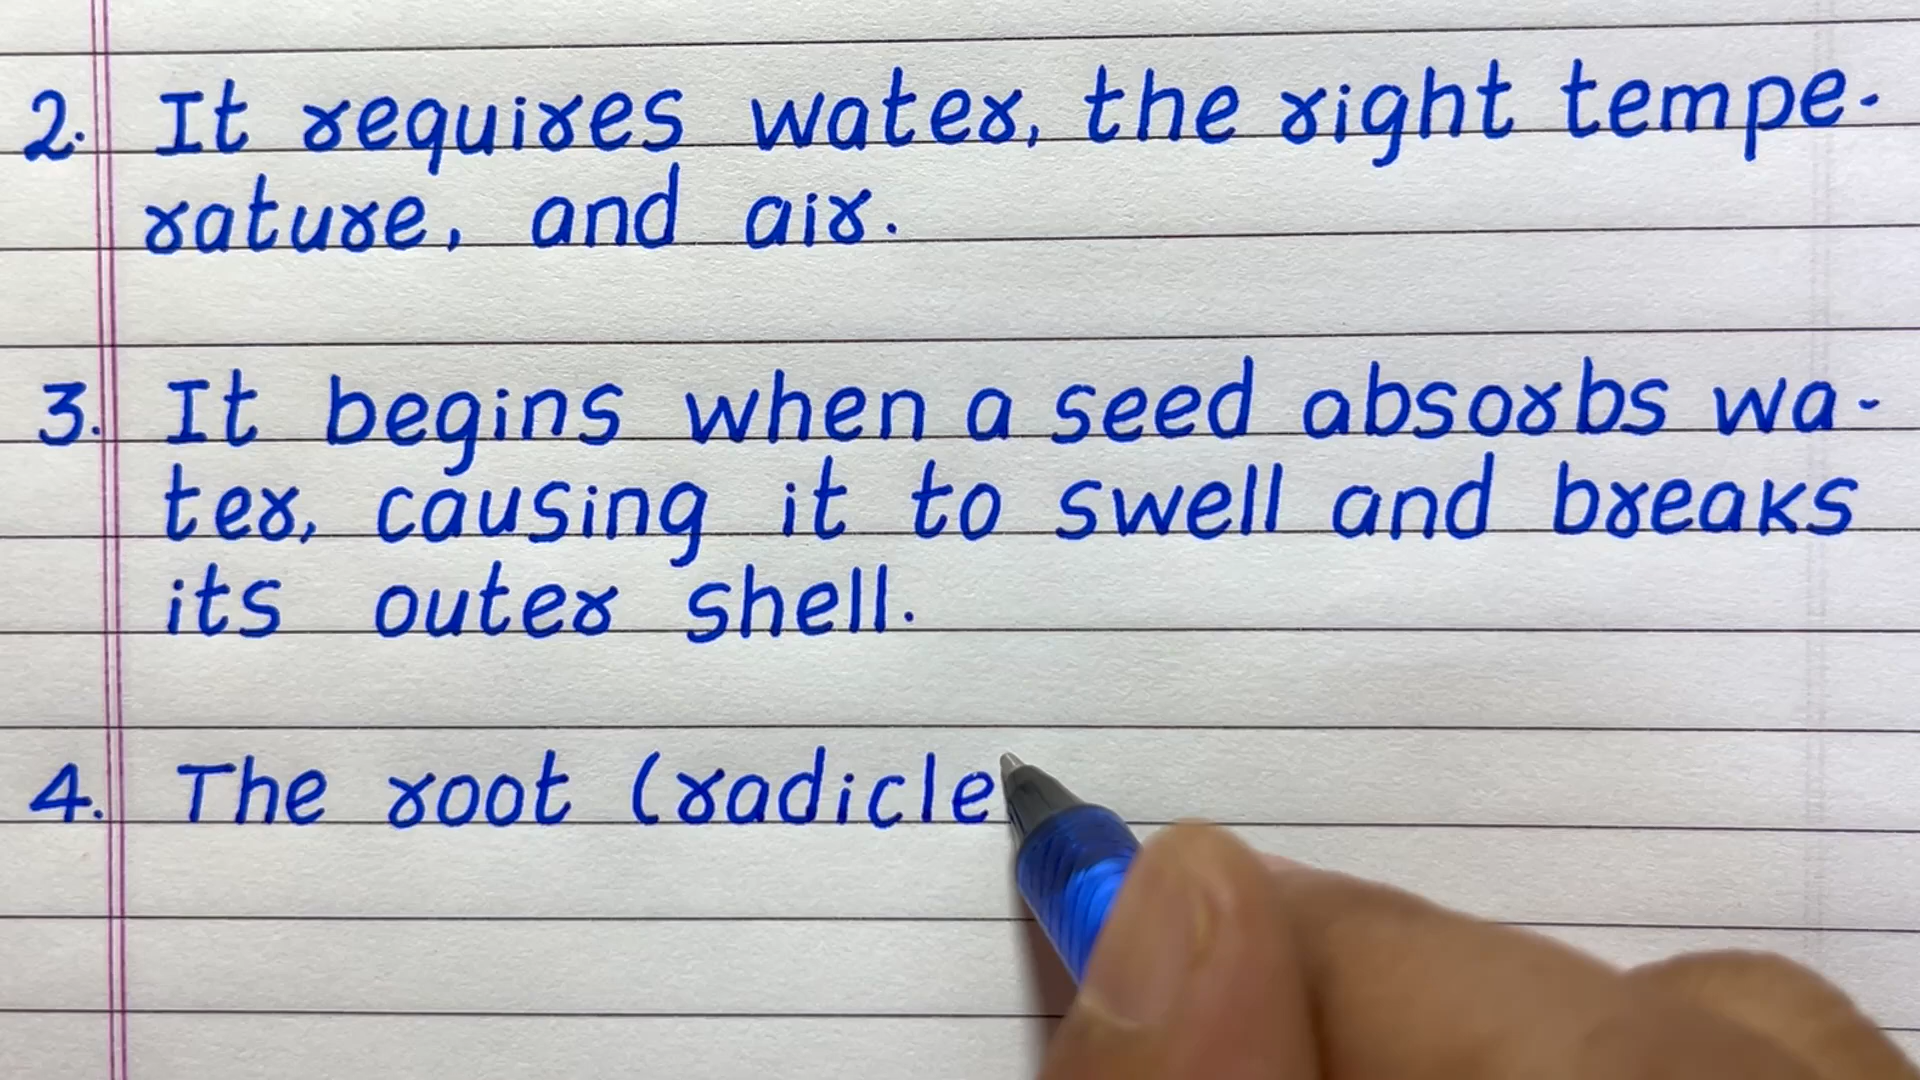 2. It requires water, the right tempe-
rature, and air.
3. It begins when a seed absorbs wa-
ter, causing it to swell and breaks
its outer shell.
4. The root (radicle